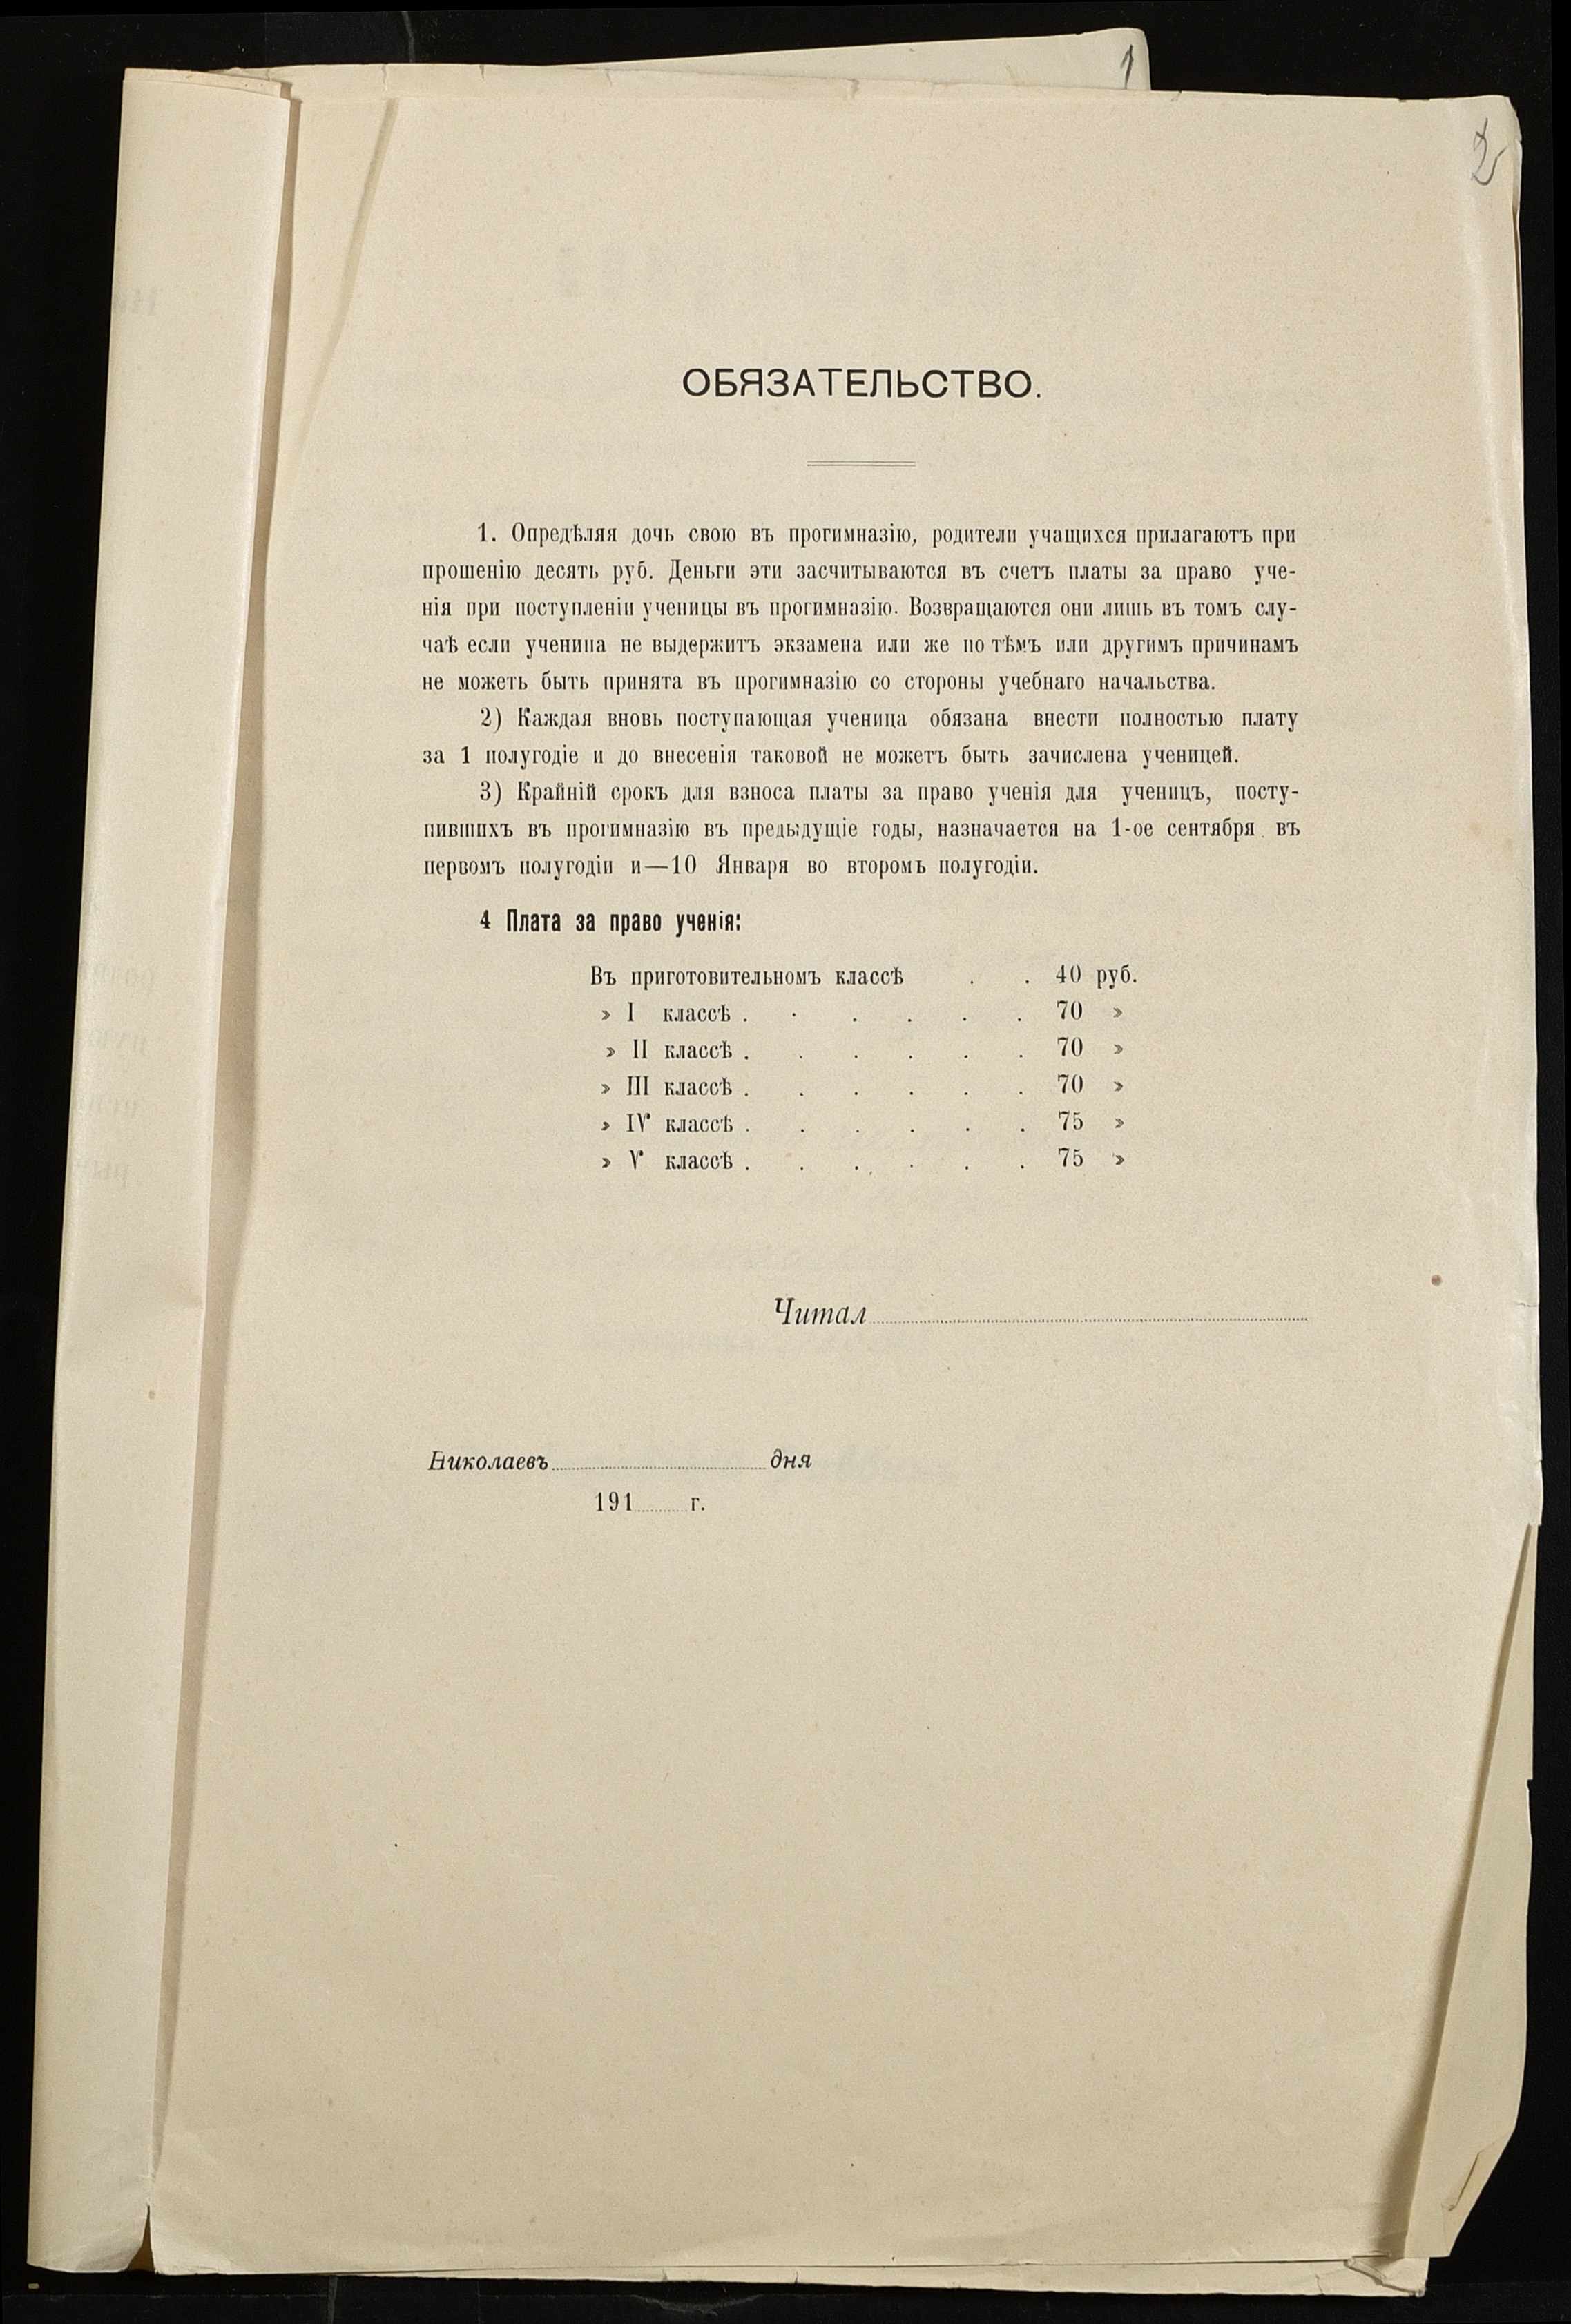 1
2
ОБЯЗАТЕЛЬСТВО.
1. Опредѣляя дочь свою въ прогимназію, родители учащихся прилагаютъ при
прошенію десять руб. Деньги эти засчитываются въ счетъ платы за право уче-
нія при поступленіи ученицы въ прогимназію. Возвращаются они лишь въ томъ слу-
чаѣ если ученица не выдержитъ экзамена или же по тѣмъ или другимъ причинамъ
не можеть быть принята въ прогимназію со стороны учебнаго начальства.
2) Каждая вновь поступающая ученица обязана внести полностью плату
за 1 полугодіе и до внесенія таковой не можетъ быть зачислена ученицей.
3) Крайній срокъ для взноса платы за право ученія для ученицъ, посту-
пившихъ въ прогимназію въ предыдущіе годы, назначается на 1-ое сентября въ
первомъ полугодіи и—10 Января во второмъ полугодіи.
4 Плата за право ученія:
Въ приготовительномъ классѣ . . 40 руб.
» I классѣ . . . . . . 70 »
» II классѣ . . . . . . 70 »
» III классѣ . . . . . . 70 »
» IV классѣ . . . . . . 75 »
» V классѣ . . . . . . 75 »
Читал
Николаевъ дня
191 г.